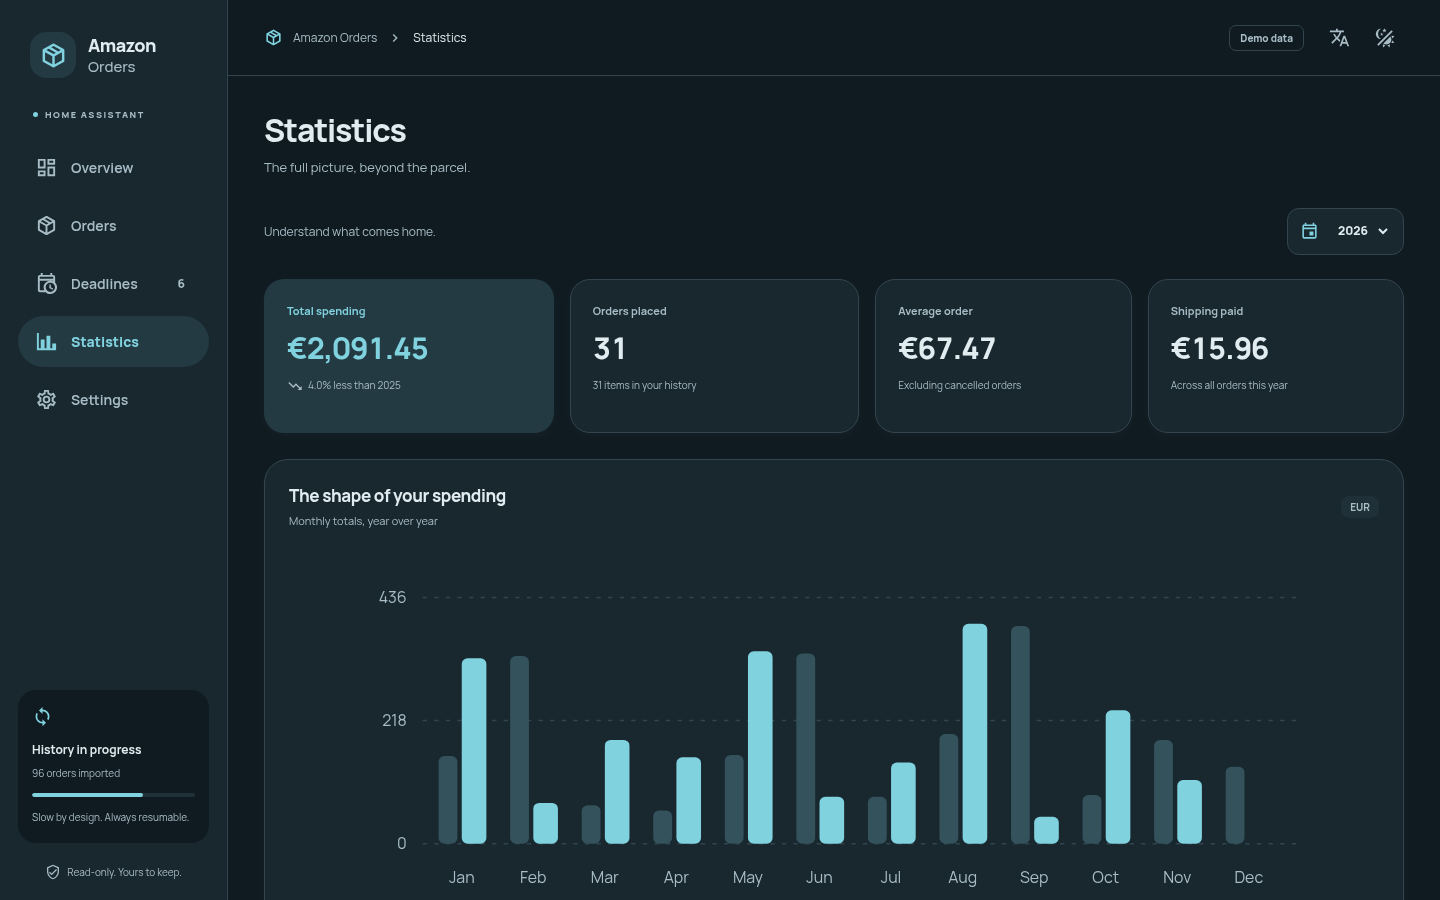 Amazon
Orders
HOME ASSISTANT
Overview
Orders
Deadlines 6
Statistics
Settings
History in progress
96 orders imported
Slow by design. Always resumable.
Read-only. Yours to keep.
Amazon Orders > Statistics
Demo data
Statistics
The full picture, beyond the parcel.
Understand what comes home.
2026
Total spending
€2,091.45
4.0% less than 2025
Orders placed
31
31 items in your history
Average order
€67.47
Excluding cancelled orders
Shipping paid
€15.96
Across all orders this year
The shape of your spending
Monthly totals, year over year
EUR
436
218
0
Jan Feb Mar Apr May Jun Jul Aug Sep Oct Nov Dec